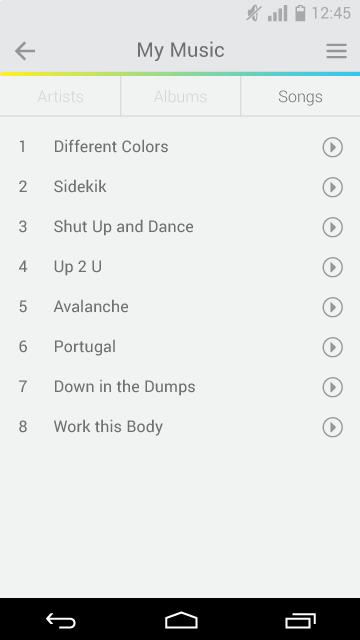 12:45
My Music
Artists Albums Songs
1 Different Colors
2 Sidekik
3 Shut Up and Dance
4 Up 2 U
5 Avalanche
6 Portugal
7 Down in the Dumps
8 Work this Body